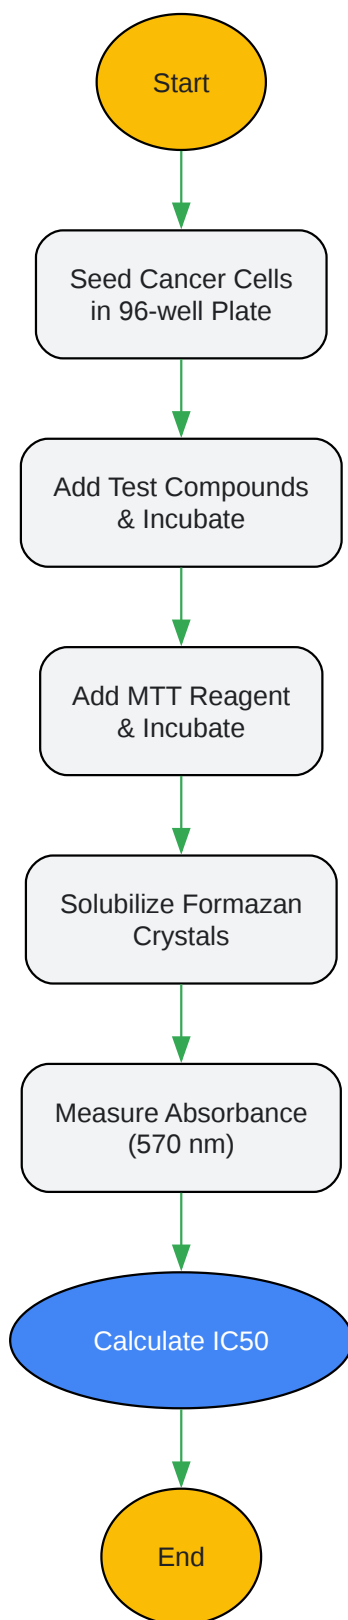 Start
Seed Cancer Cells
in 96-well Plate
Add Test Compounds
& Incubate
Add MTT Reagent
& Incubate
Solubilize Formazan
Crystals
Measure Absorbance
(570 nm)
Calculate IC50
End